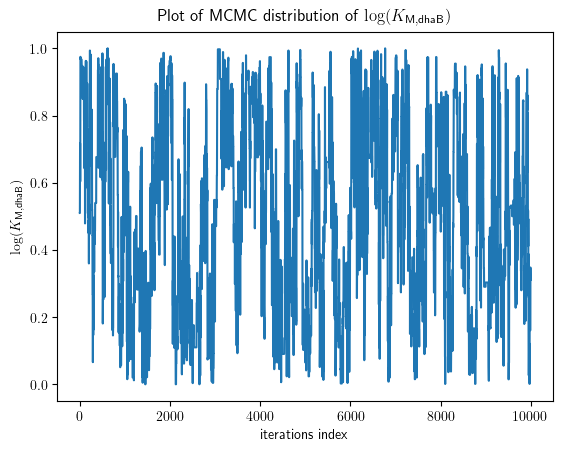 Plot of MCMC distribution of log(K_M,dhaB)
1.0
0.8
0.6
0.4
0.2
0.0
log(K_M,dhaB)
0 2000 4000 6000 8000 10000
iterations index